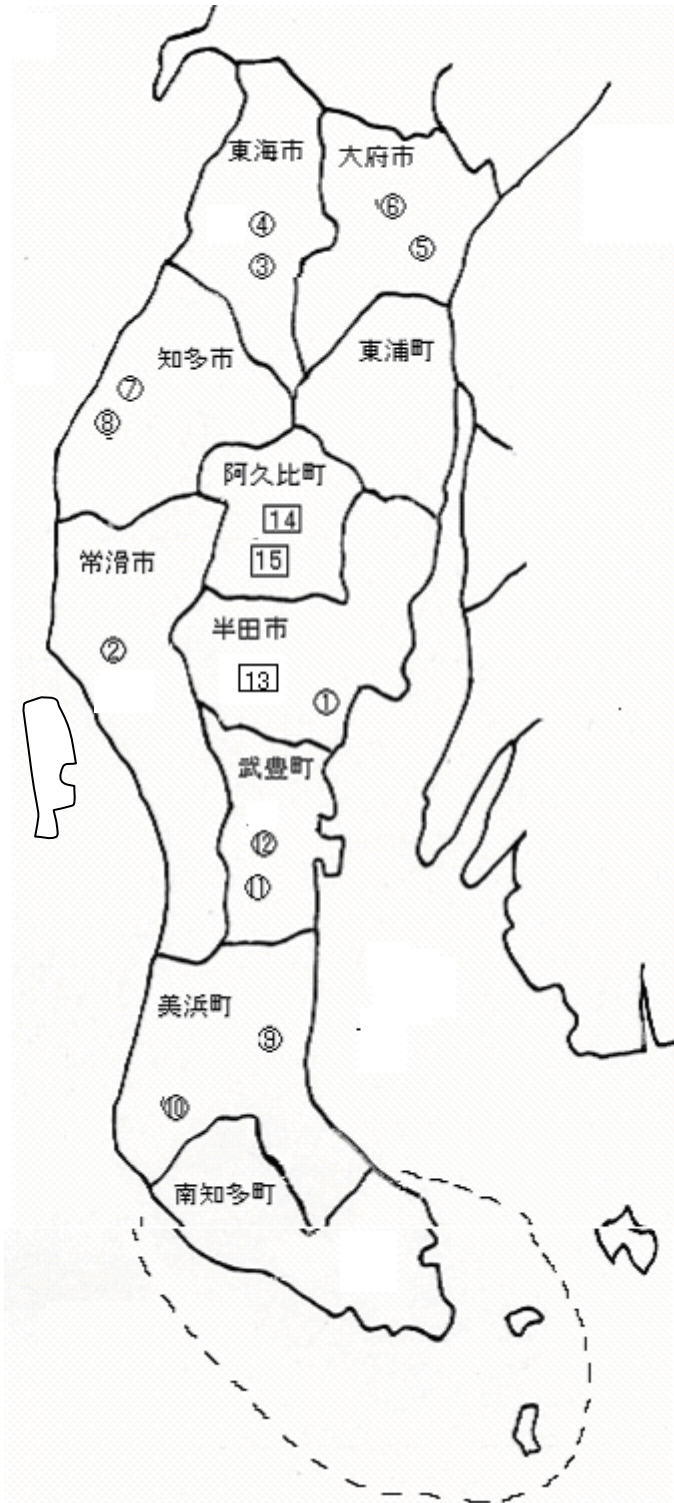 東海市
大府市
⑥
④
⑤
③
東浦町
知多市
⑦
⑧
阿久比町
14
15
常滑市
半田市
②
13
①
武豊町
⑫
⑪
美浜町
⑨
⑩
南知多町